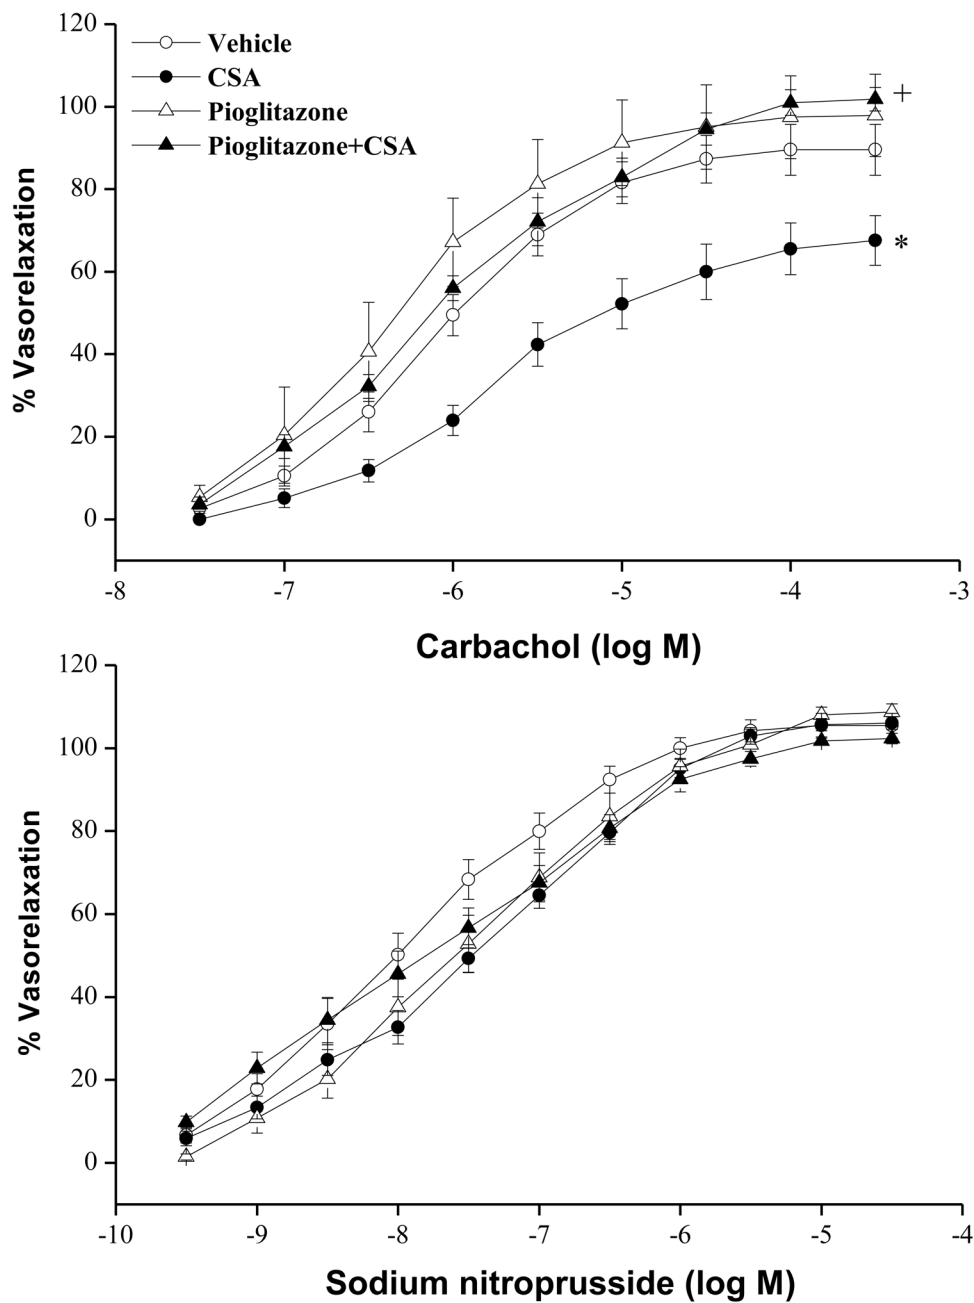 120
100
80
60
40
20
0
% Vasorelaxation
Vehicle
CSA
Pioglitazone
Pioglitazone+CSA
+
*
-8 -7 -6 -5 -4 -3
Carbachol (log M)
120
100
80
60
40
20
0
% Vasorelaxation
-10 -9 -8 -7 -6 -5 -4
Sodium nitroprusside (log M)